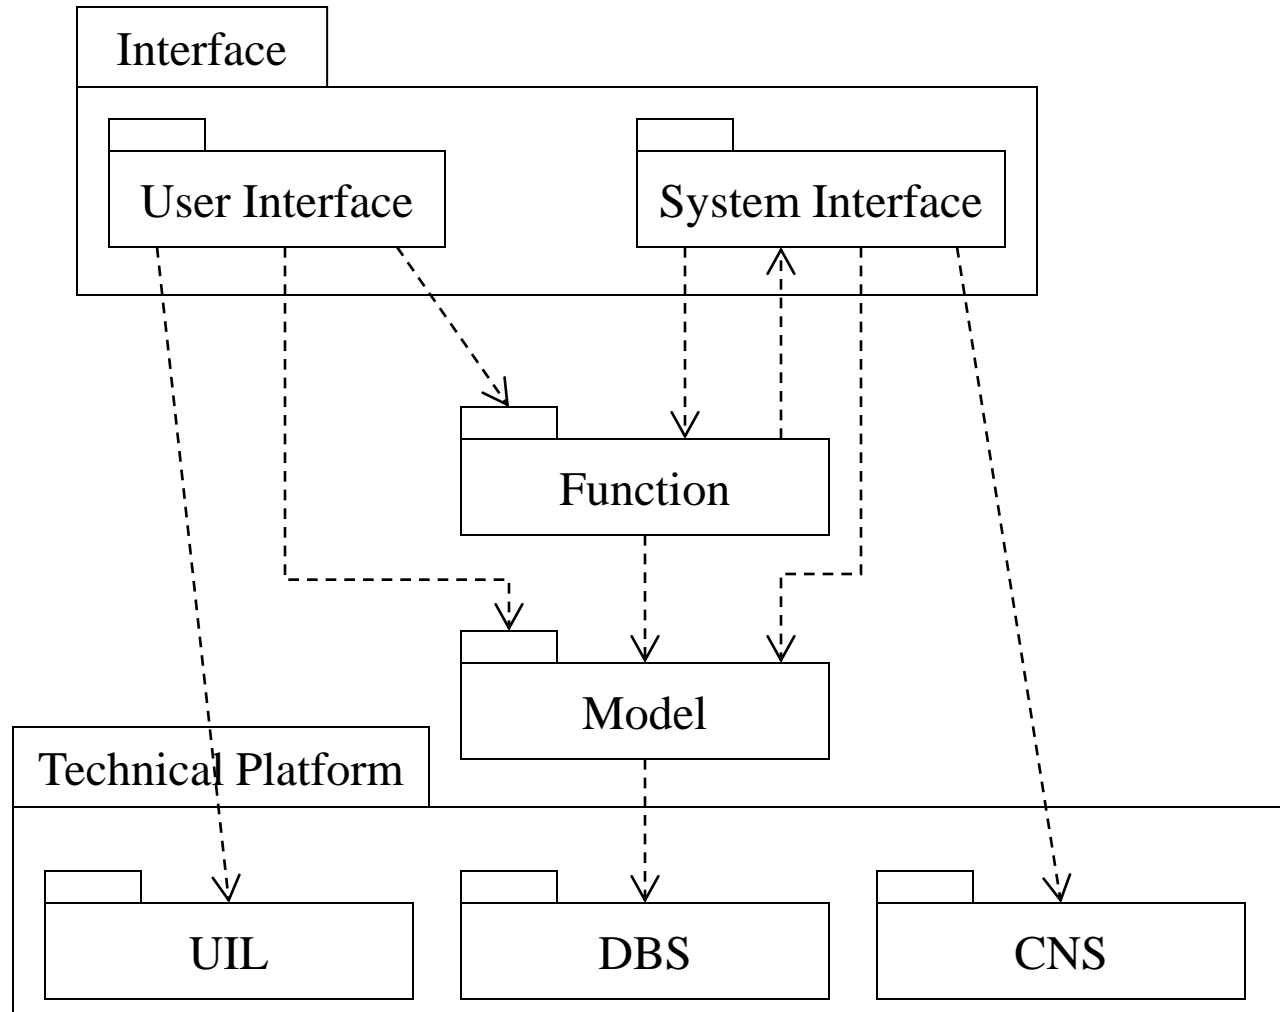 Interface
User Interface
System Interface
Function
Model
Technical Platform
UIL
DBS
CNS